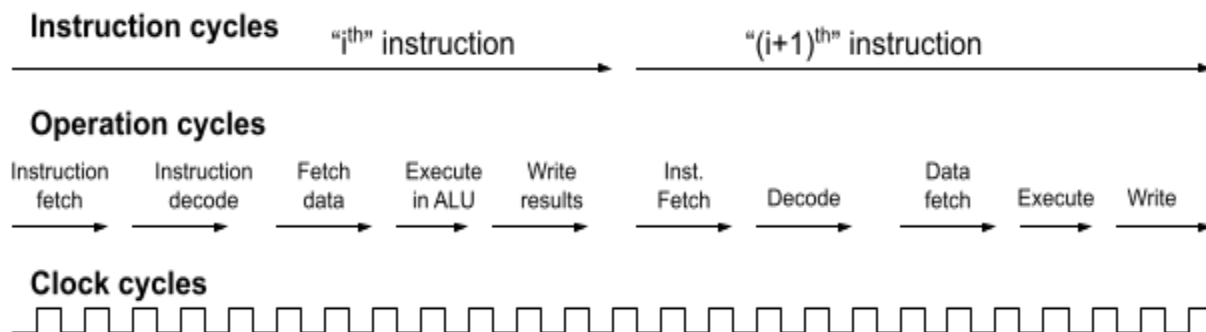 Instruction cycles
“iᵗʰ” instruction “(i+1)ᵗʰ” instruction
Operation cycles
Instruction Instruction Fetch Execute Write Inst. Data
fetch decode data in ALU results Fetch Decode fetch Execute Write
Clock cycles